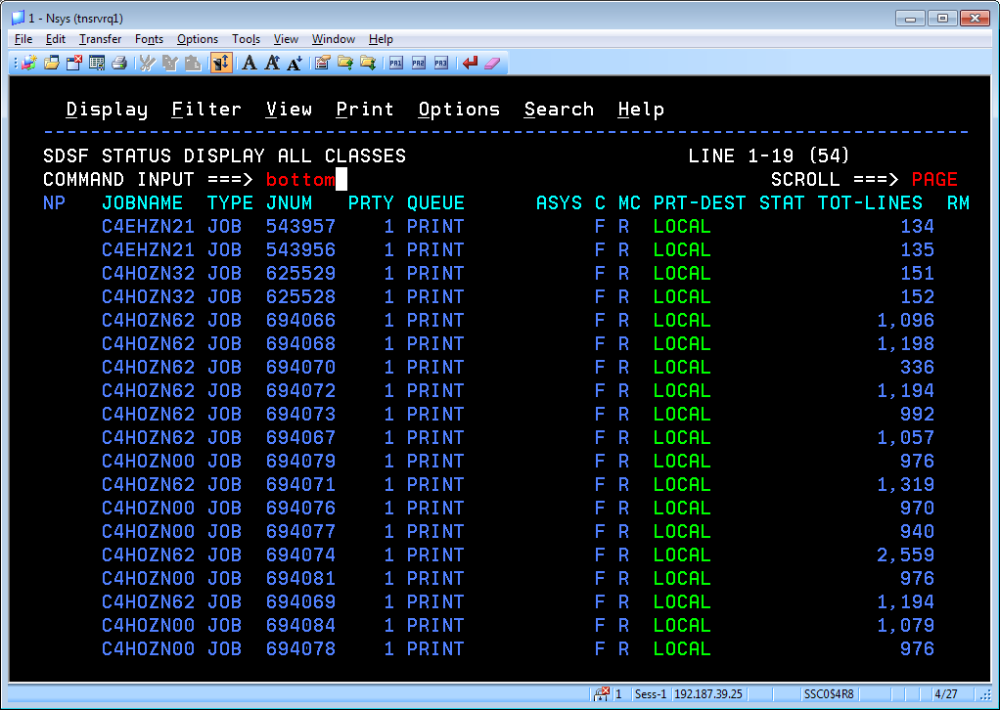 1 - Nsys (tnsrvrq1)
File Edit Transfer Fonts Options Tools View Window Help
A A A PA1 PA2 PA3
Display Filter View Print Options Search Help
-------------------------------------------------------------------------------
SDSF STATUS DISPLAY ALL CLASSES LINE 1-19 (54)
COMMAND INPUT ===> bottom SCROLL ===> PAGE
NP JOBNAME TYPE JNUM PRTY QUEUE ASYS C MC PRT-DEST STAT TOT-LINES RM
C4EHZN21 JOB 543957 1 PRINT F R LOCAL 134
C4EHZN21 JOB 543956 1 PRINT F R LOCAL 135
C4HOZN32 JOB 625529 1 PRINT F R LOCAL 151
C4HOZN32 JOB 625528 1 PRINT F R LOCAL 152
C4HOZN62 JOB 694066 1 PRINT F R LOCAL 1,096
C4HOZN62 JOB 694068 1 PRINT F R LOCAL 1,198
C4HOZN62 JOB 694070 1 PRINT F R LOCAL 336
C4HOZN62 JOB 694072 1 PRINT F R LOCAL 1,194
C4HOZN62 JOB 694073 1 PRINT F R LOCAL 992
C4HOZN62 JOB 694067 1 PRINT F R LOCAL 1,057
C4HOZN00 JOB 694079 1 PRINT F R LOCAL 976
C4HOZN62 JOB 694071 1 PRINT F R LOCAL 1,319
C4HOZN00 JOB 694076 1 PRINT F R LOCAL 970
C4HOZN00 JOB 694077 1 PRINT F R LOCAL 940
C4HOZN62 JOB 694074 1 PRINT F R LOCAL 2,559
C4HOZN00 JOB 694081 1 PRINT F R LOCAL 976
C4HOZN62 JOB 694069 1 PRINT F R LOCAL 1,194
C4HOZN00 JOB 694084 1 PRINT F R LOCAL 1,079
C4HOZN00 JOB 694078 1 PRINT F R LOCAL 976
1 Sess-1 192.187.39.25 SSC0$4R8 4/27